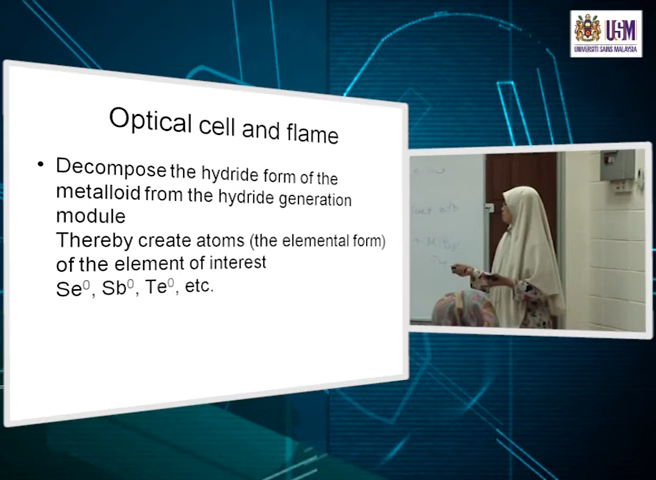 USM
UNIVERSITI SAINS MALAYSIA
Optical cell and flame
• Decompose the hydride form of the
metalloid from the hydride generation
module
Thereby create atoms (the elemental form)
of the element of interest
Se⁰, Sb⁰, Te⁰, etc.